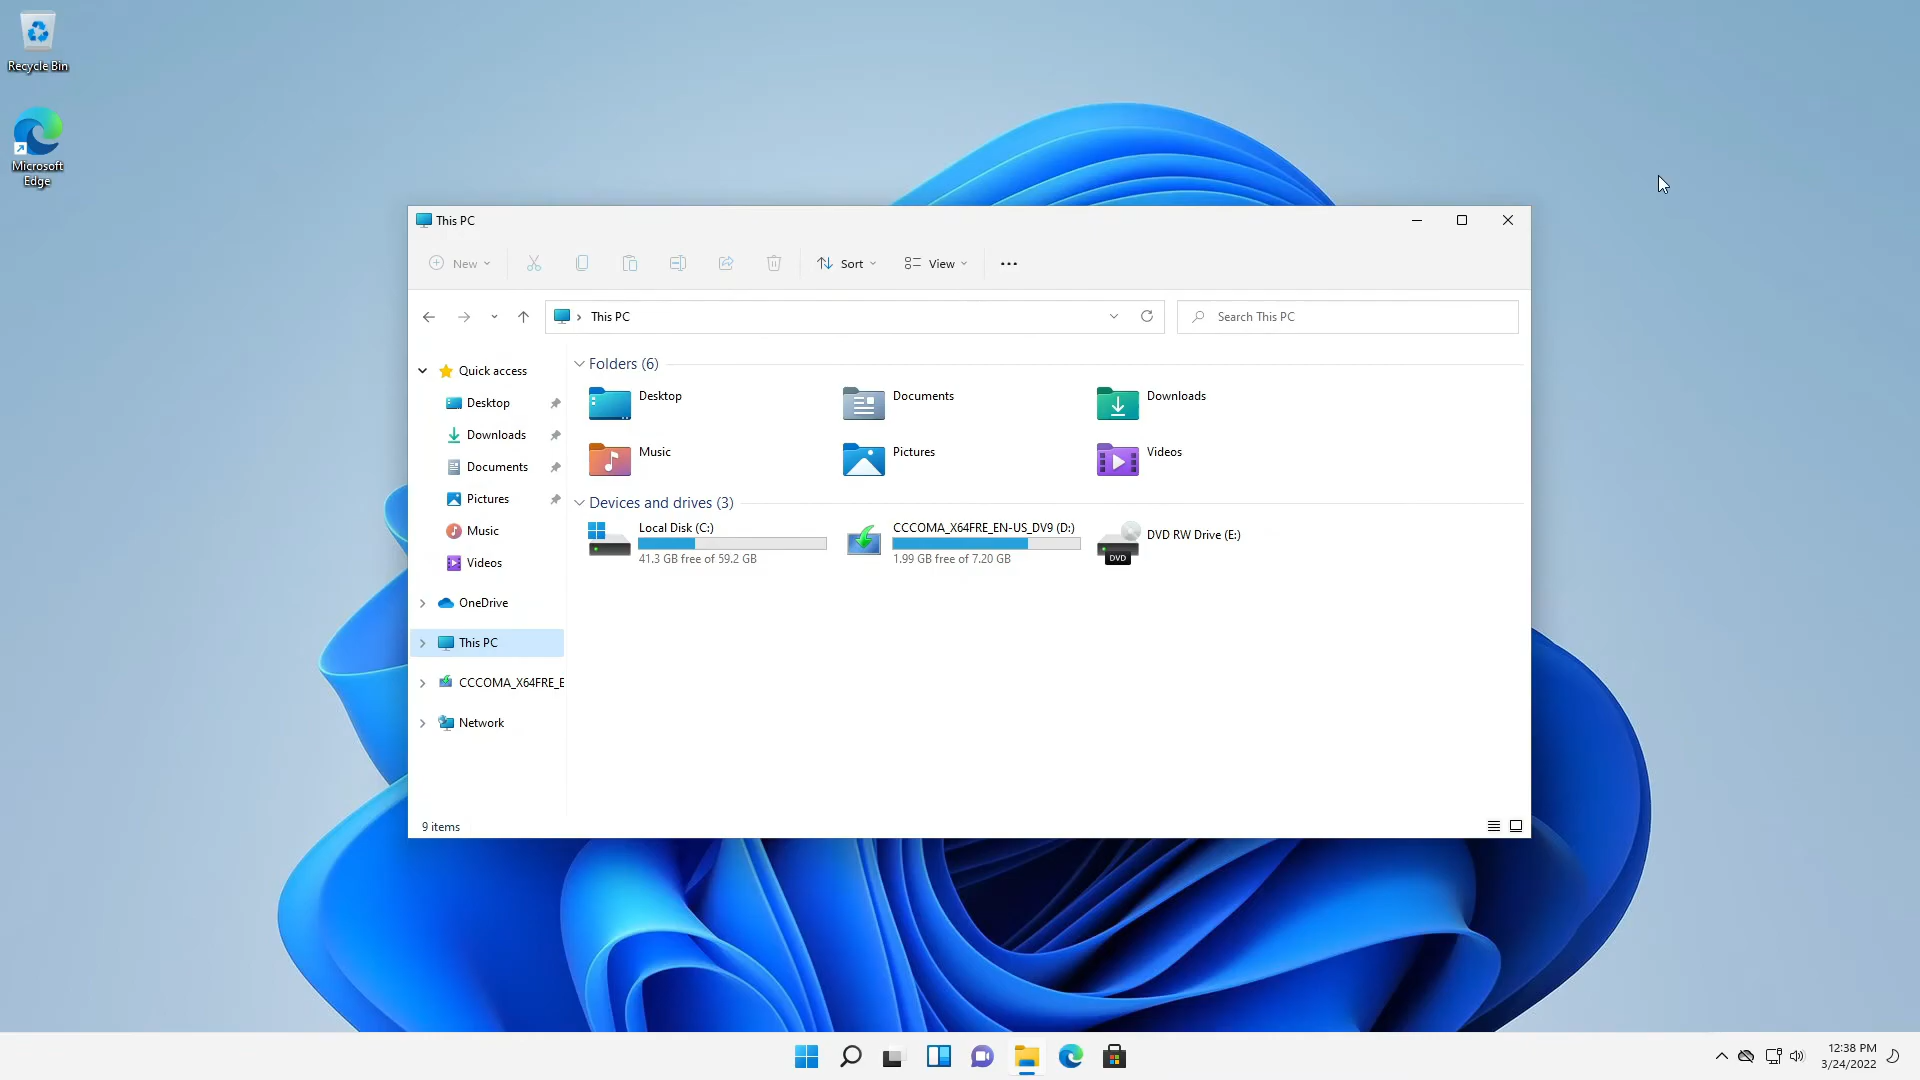 Recycle Bin
Microsoft
Edge
This PC
New
Sort
View
This PC
Search This PC
Quick access
Desktop
Downloads
Documents
Pictures
Music
Videos
OneDrive
This PC
CCCOMA_X64FRE_E
Network
Folders (6)
Desktop
Documents
Downloads
Music
Pictures
Videos
Devices and drives (3)
Local Disk (C:)
41.3 GB free of 59.2 GB
CCCOMA_X64FRE_EN-US_DV9 (D:)
1.99 GB free of 7.20 GB
DVD
DVD RW Drive (E:)
9 items
12:38 PM
3/24/2022